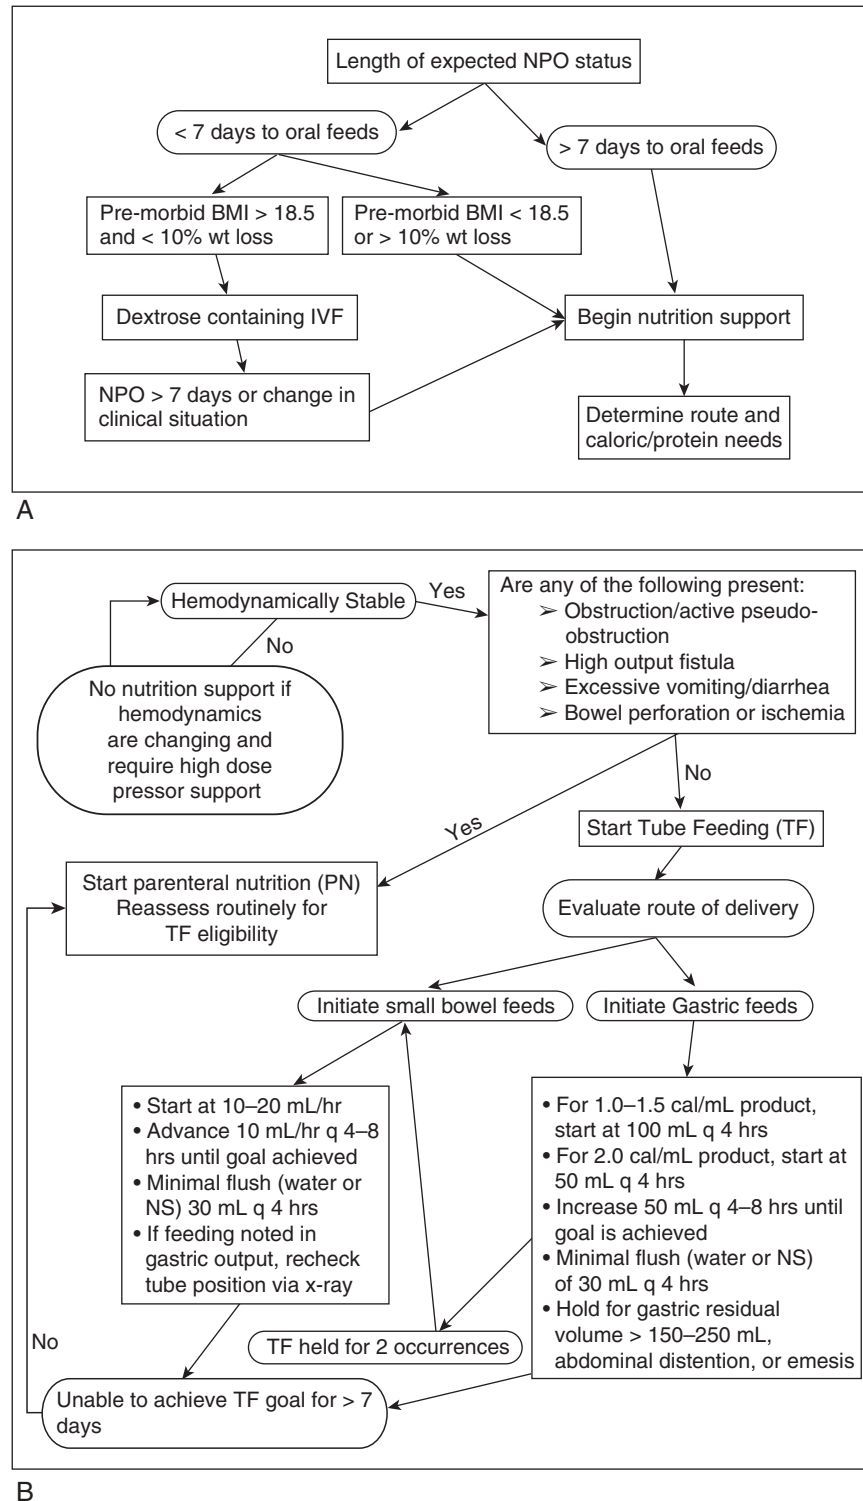 Length of expected NPO status
< 7 days to oral feeds
> 7 days to oral feeds
Pre-morbid BMI > 18.5
and < 10% wt loss
Pre-morbid BMI < 18.5
or > 10% wt loss
Dextrose containing IVF
Begin nutrition support
NPO > 7 days or change in
clinical situation
Determine route and
caloric/protein needs
A
Hemodynamically Stable
Yes
No
No nutrition support if
hemodynamics
are changing and
require high dose
pressor support
Are any of the following present:
➢ Obstruction/active pseudo-
obstruction
➢ High output fistula
➢ Excessive vomiting/diarrhea
➢ Bowel perforation or ischemia
No
Yes
Start Tube Feeding (TF)
Start parenteral nutrition (PN)
Reassess routinely for
TF eligibility
Evaluate route of delivery
Initiate small bowel feeds
Initiate Gastric feeds
• Start at 10–20 mL/hr
• Advance 10 mL/hr q 4–8
hrs until goal achieved
• Minimal flush (water or
NS) 30 mL q 4 hrs
• If feeding noted in
gastric output, recheck
tube position via x-ray
• For 1.0–1.5 cal/mL product,
start at 100 mL q 4 hrs
• For 2.0 cal/mL product, start at
50 mL q 4 hrs
• Increase 50 mL q 4–8 hrs until
goal is achieved
• Minimal flush (water or NS)
of 30 mL q 4 hrs
• Hold for gastric residual
volume > 150–250 mL,
abdominal distention, or emesis
TF held for 2 occurrences
No
Unable to achieve TF goal for > 7
days
B